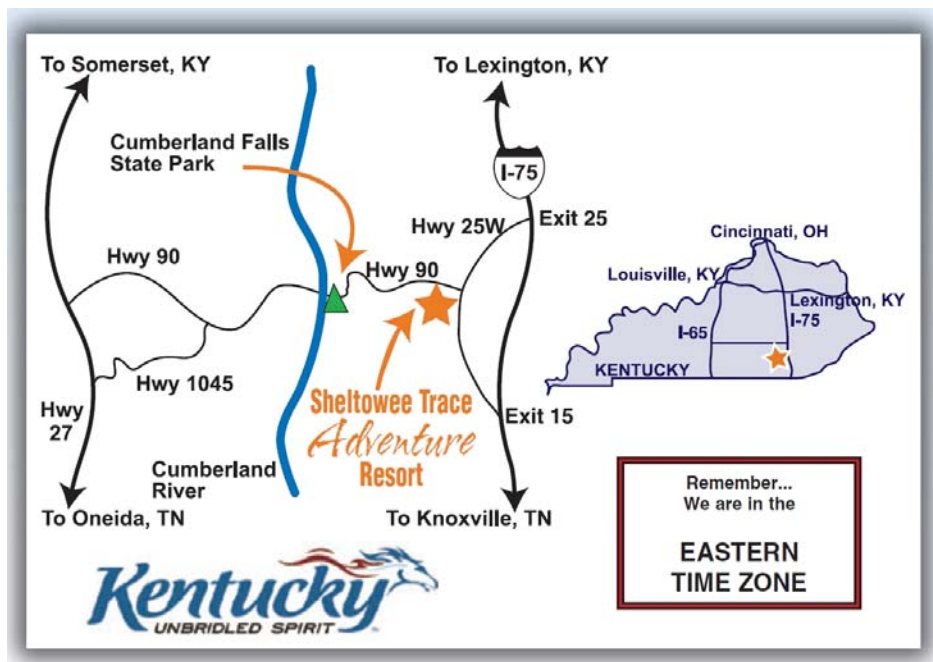 To Somerset, KY
To Lexington, KY
Cumberland Falls
State Park
I-75
Hwy 25W
Exit 25
Hwy 90
Hwy 90
Hwy 1045
Hwy
27
Sheltowee Trace
Adventure
Resort
Exit 15
Cumberland
River
To Oneida, TN
To Knoxville, TN
Cincinnati, OH
Louisville, KY
Lexington, KY
I-65
I-75
KENTUCKY
Remember...
We are in the
EASTERN
TIME ZONE
Kentucky
UNBRIDLED SPIRIT